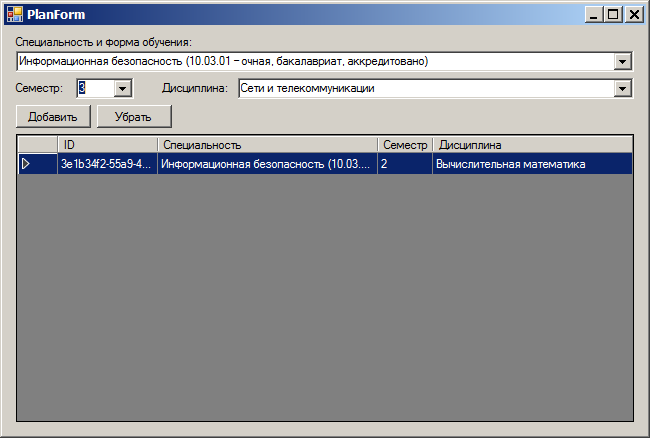 PlanForm
Специальность и форма обучения:
Информационная безопасность (10.03.01 – очная, бакалавриат, аккредитовано)
Семестр: 3 Дисциплина: Сети и телекоммуникации
Добавить Убрать
ID Специальность Семестр Дисциплина
3e1b34f2-55a9-4... Информационная безопасность (10.03.... 2 Вычислительная математика